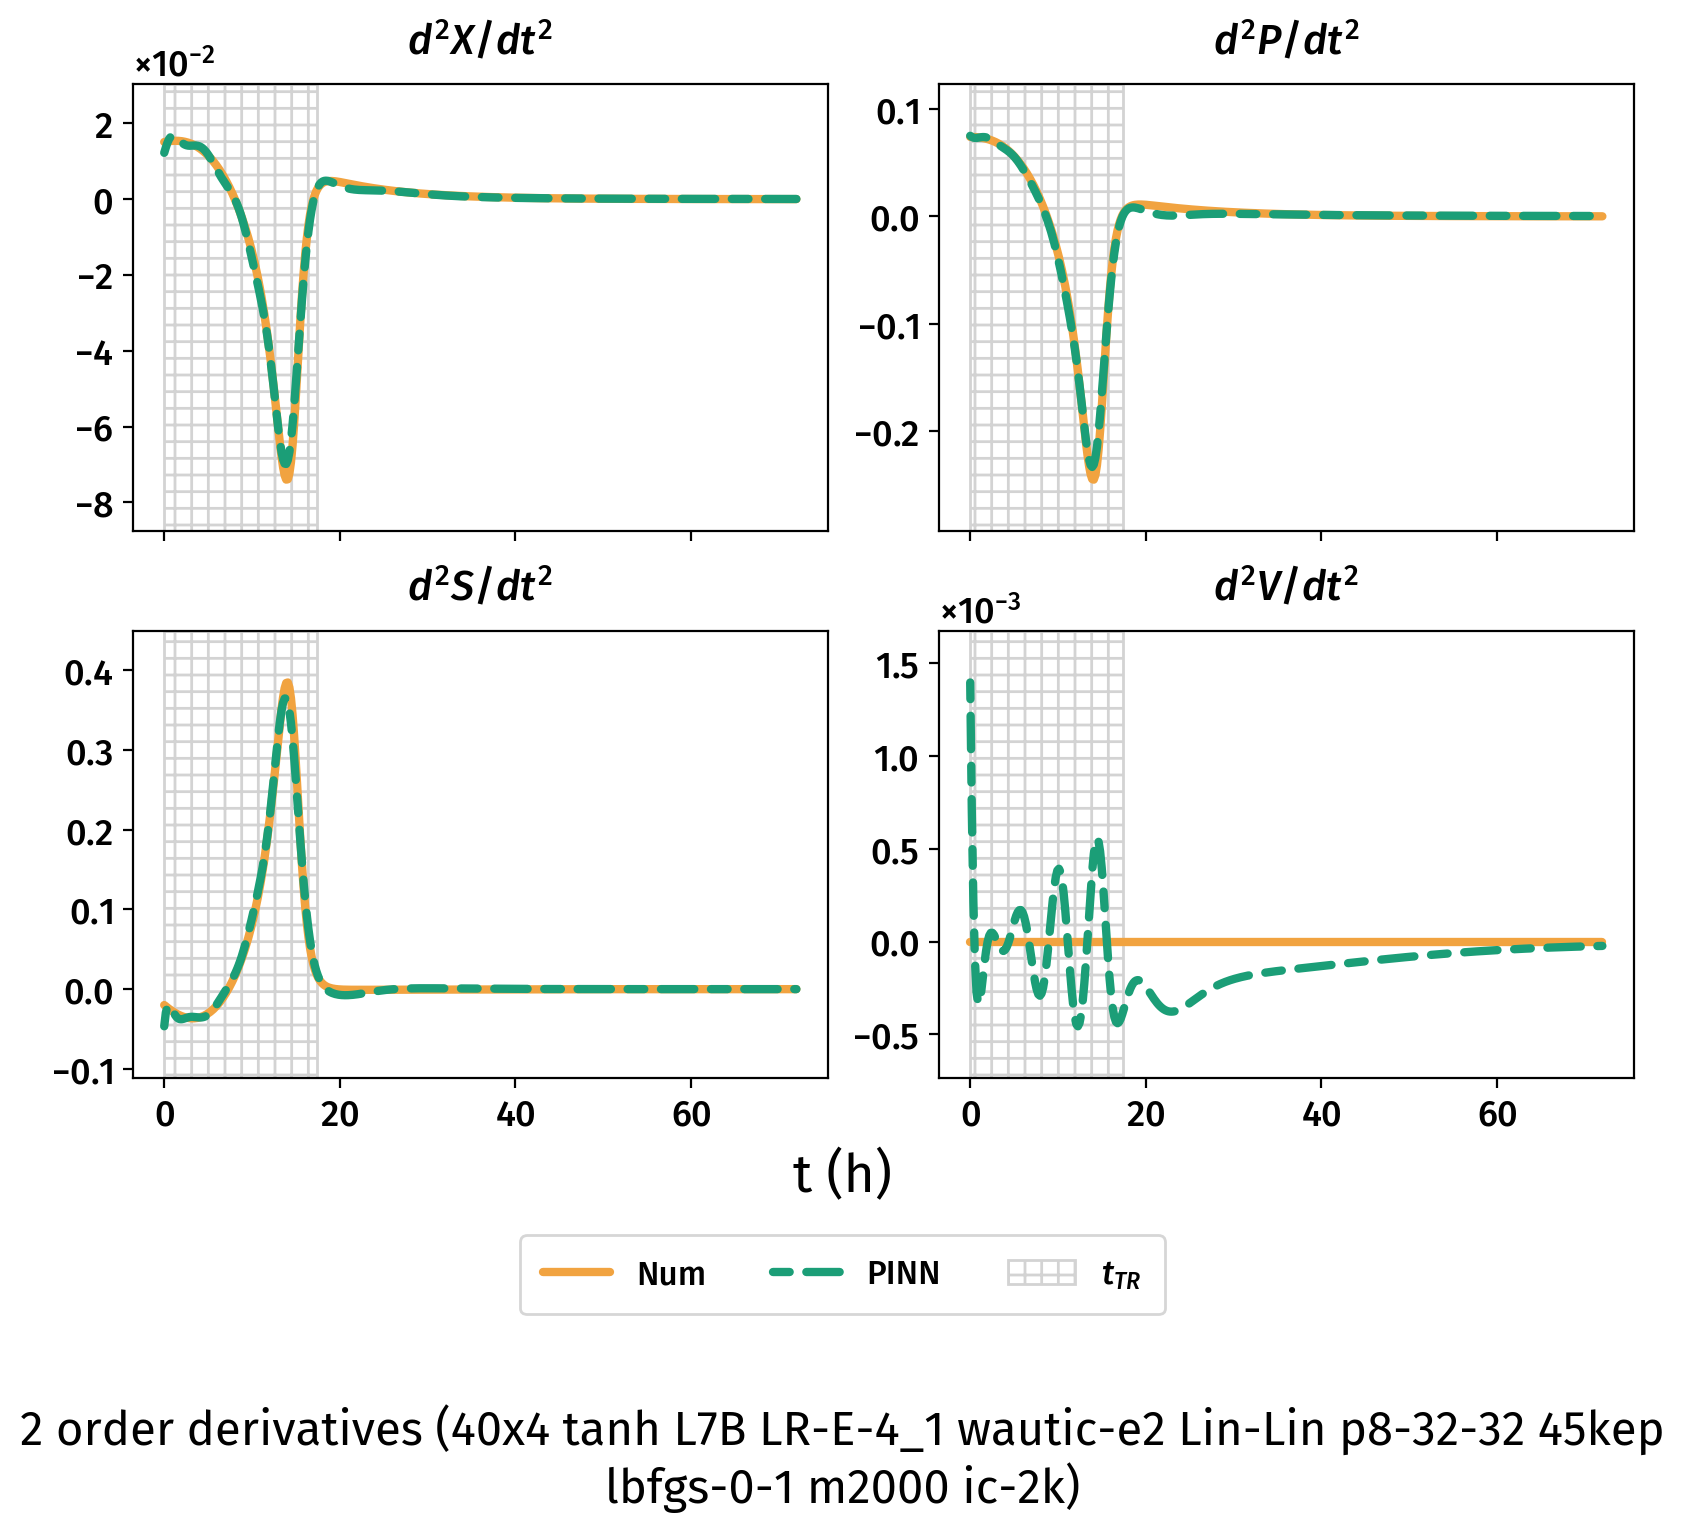 d²X/dt²
d²P/dt²
×10⁻²
2
0
−2
−4
−6
−8
0.1
0.0
−0.1
−0.2
d²S/dt²
d²V/dt²
×10⁻³
0.4
0.3
0.2
0.1
0.0
−0.1
1.5
1.0
0.5
0.0
−0.5
0 20 40 60
0 20 40 60
t (h)
Num PINN t_TR
2 order derivatives (40x4 tanh L7B LR-E-4_1 wautic-e2 Lin-Lin p8-32-32 45kep
lbfgs-0-1 m2000 ic-2k)